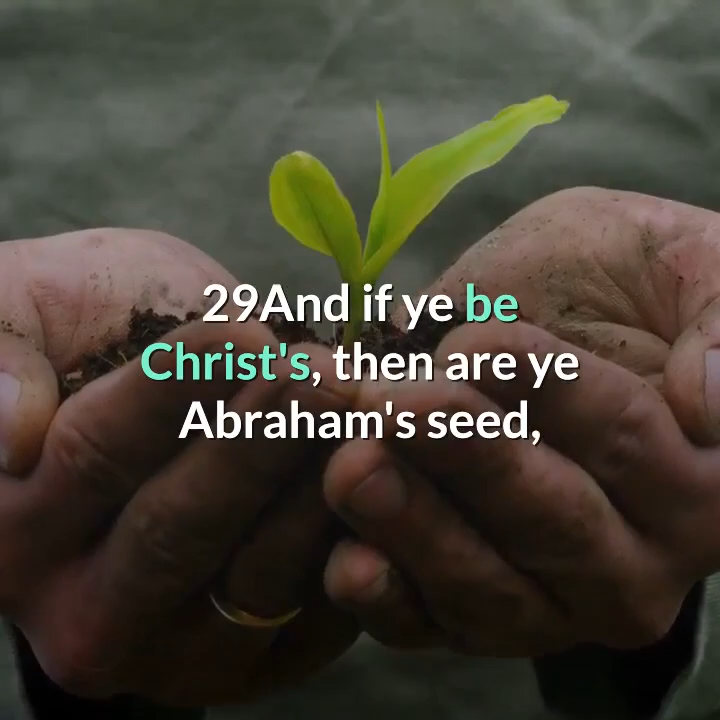 29And if ye be
Christ's, then are ye
Abraham's seed,